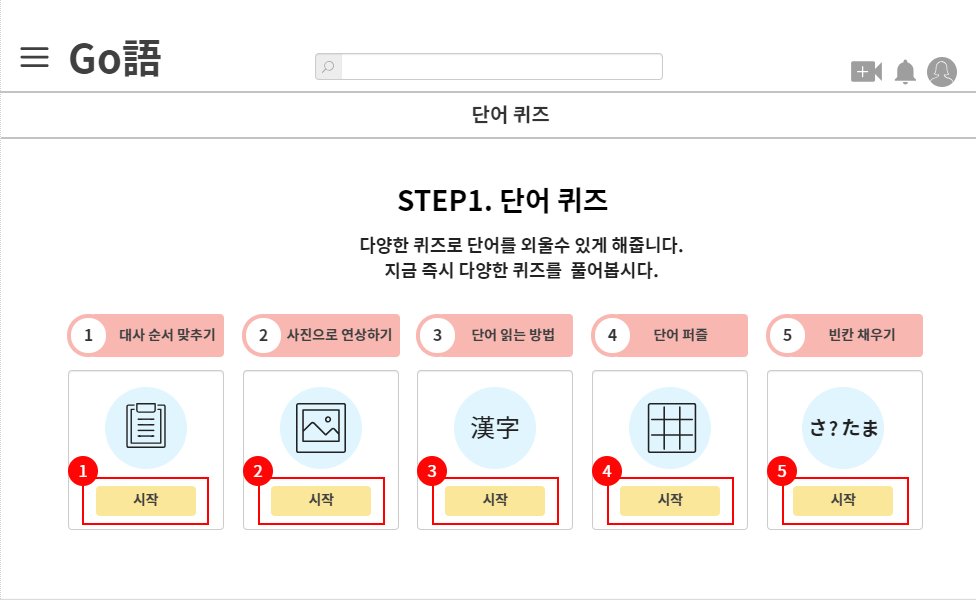 Go語
단어 퀴즈
STEP1. 단어 퀴즈
다양한 퀴즈로 단어를 외울수 있게 해줍니다.
지금 즉시 다양한 퀴즈를 풀어봅시다.
1 대사 순서 맞추기
2 사진으로 연상하기
3 단어 읽는 방법
4 단어 퍼즐
5 빈칸 채우기
漢字
さ?たま
1 시작
2 시작
3 시작
4 시작
5 시작